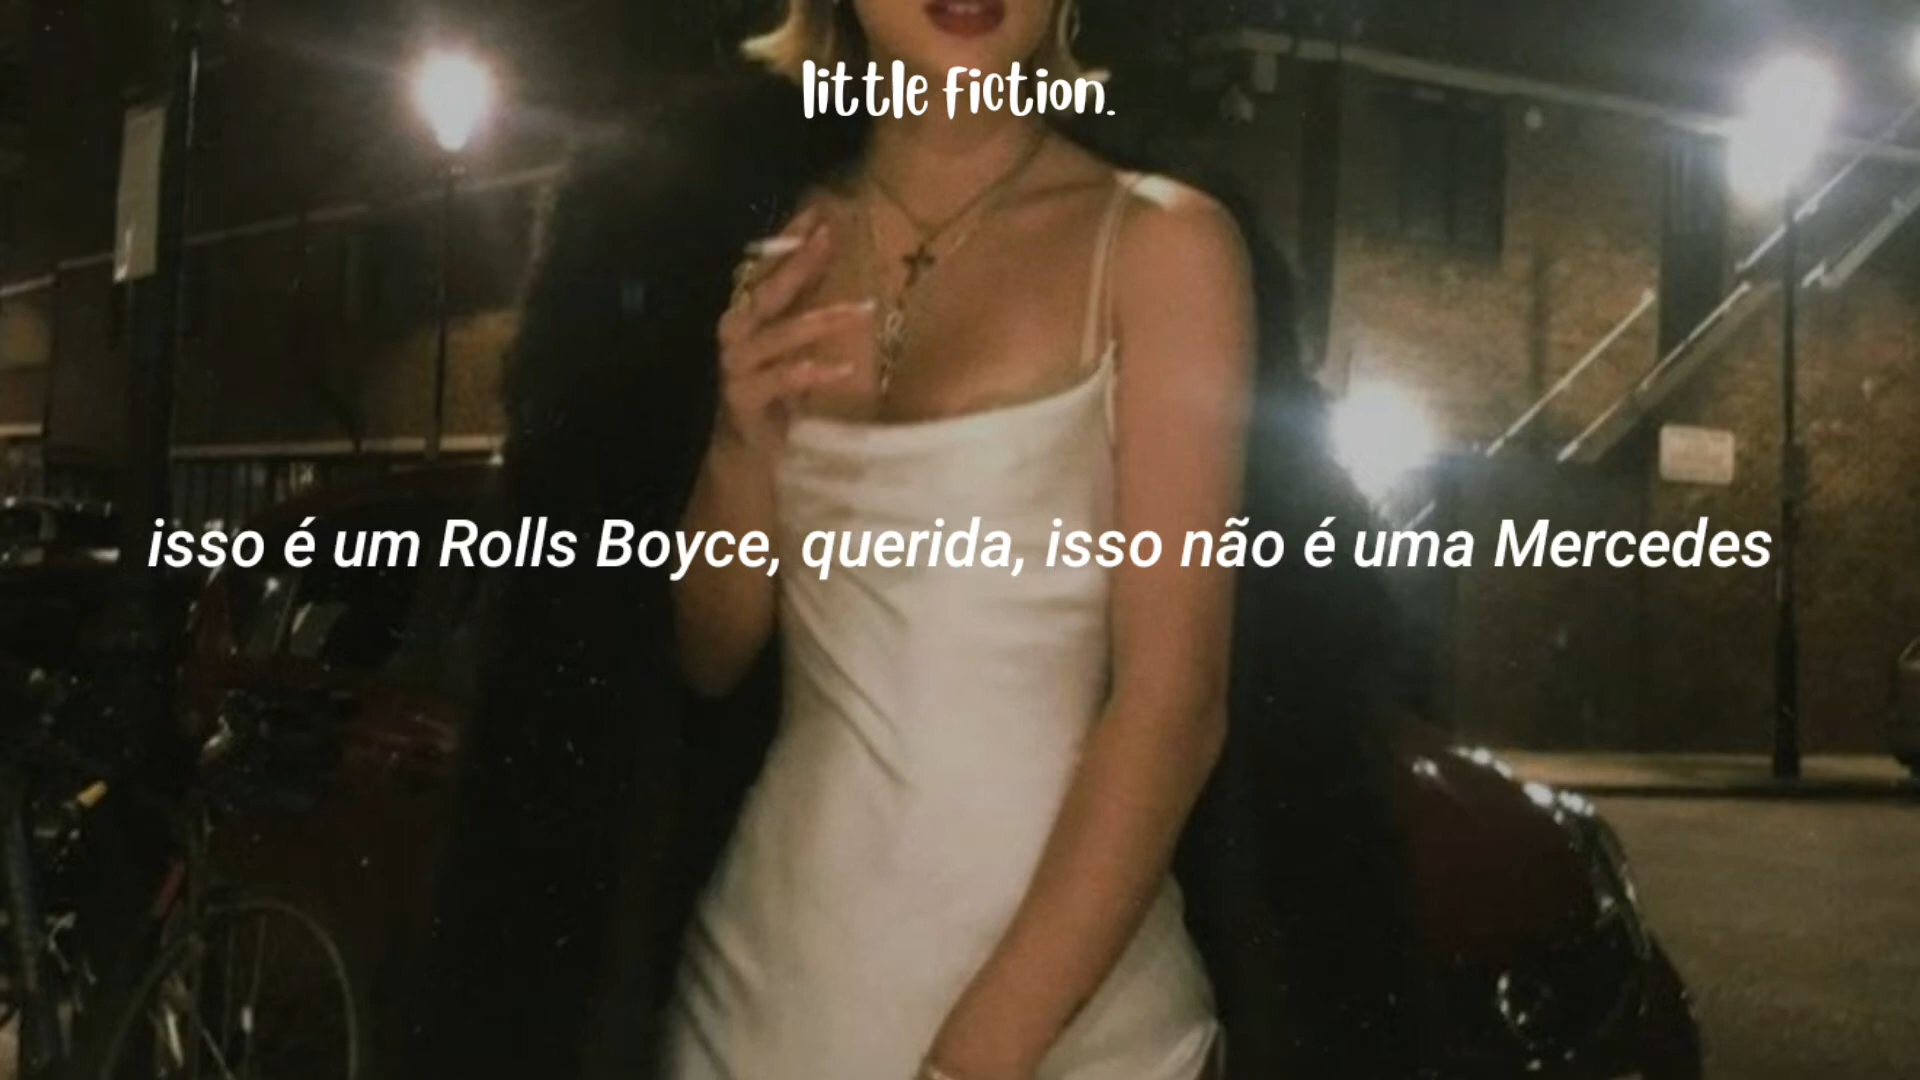 little fiction.
isso é um Rolls Boyce, querida, isso não é uma Mercedes